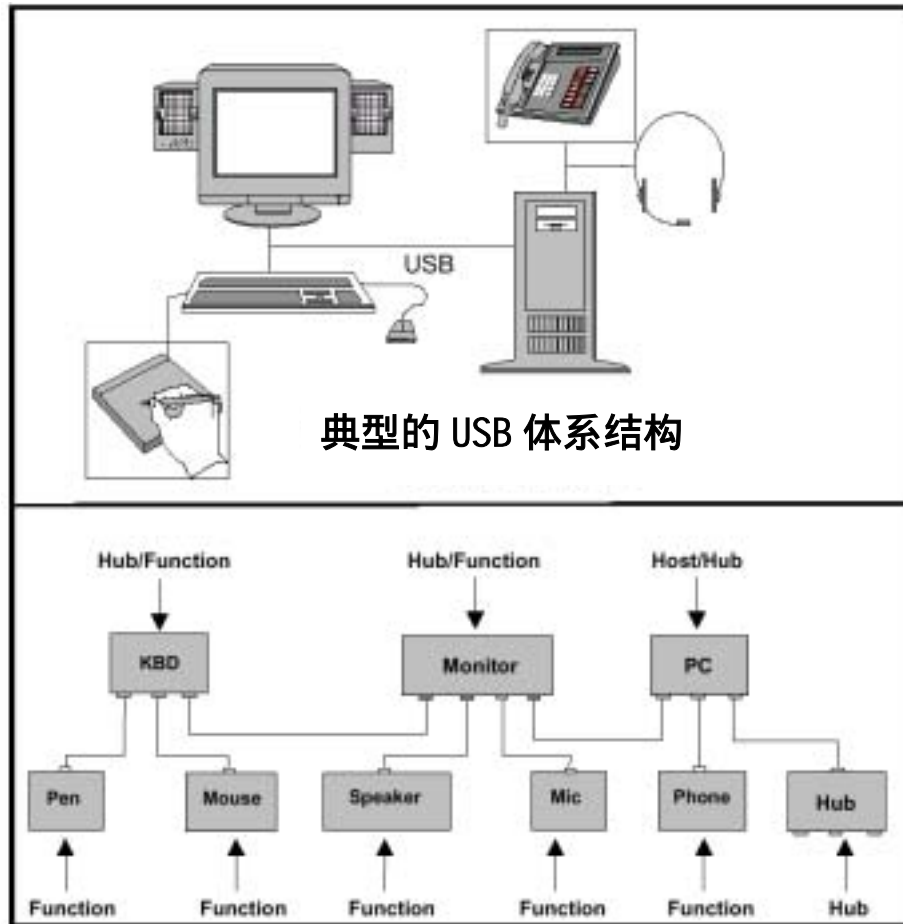 USB
典型的 USB 体系结构
Hub/Function Hub/Function Host/Hub
KBD Monitor PC
Pen Mouse Speaker Mic Phone Hub
Function Function Function Function Function Hub